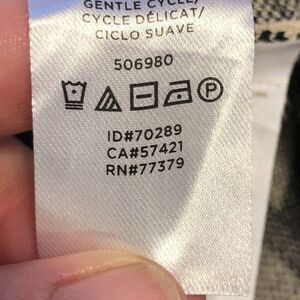 GENTLE CYCLE/
CYCLE DÉLICAT/
CICLO SUAVE
506980
P
ID#70289
CA#57421
RN#77379